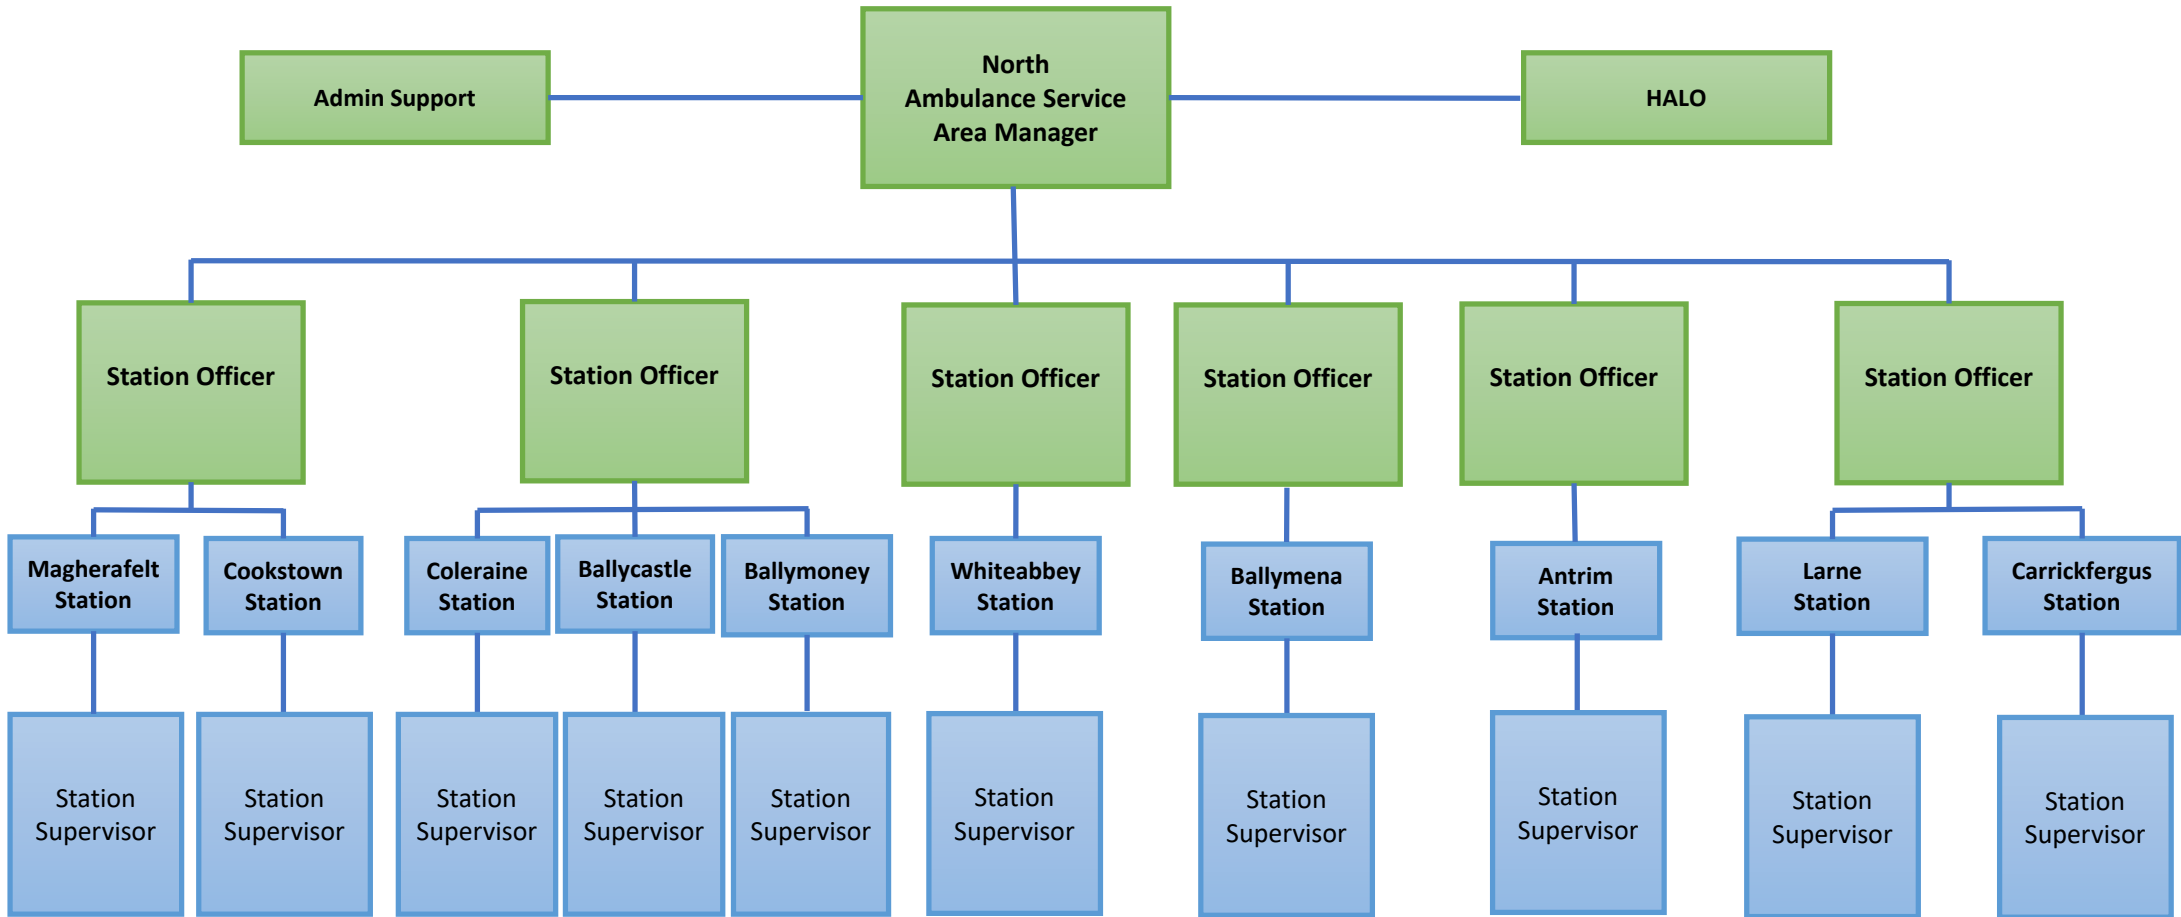 Admin Support
North
Ambulance Service
Area Manager
HALO
Station Officer
Station Officer
Station Officer
Station Officer
Station Officer
Station Officer
Magherafelt
Station
Cookstown
Station
Coleraine
Station
Ballycastle
Station
Ballymoney
Station
Whiteabbey
Station
Ballymena
Station
Antrim
Station
Larne
Station
Carrickfergus
Station
Station
Supervisor
Station
Supervisor
Station
Supervisor
Station
Supervisor
Station
Supervisor
Station
Supervisor
Station
Supervisor
Station
Supervisor
Station
Supervisor
Station
Supervisor